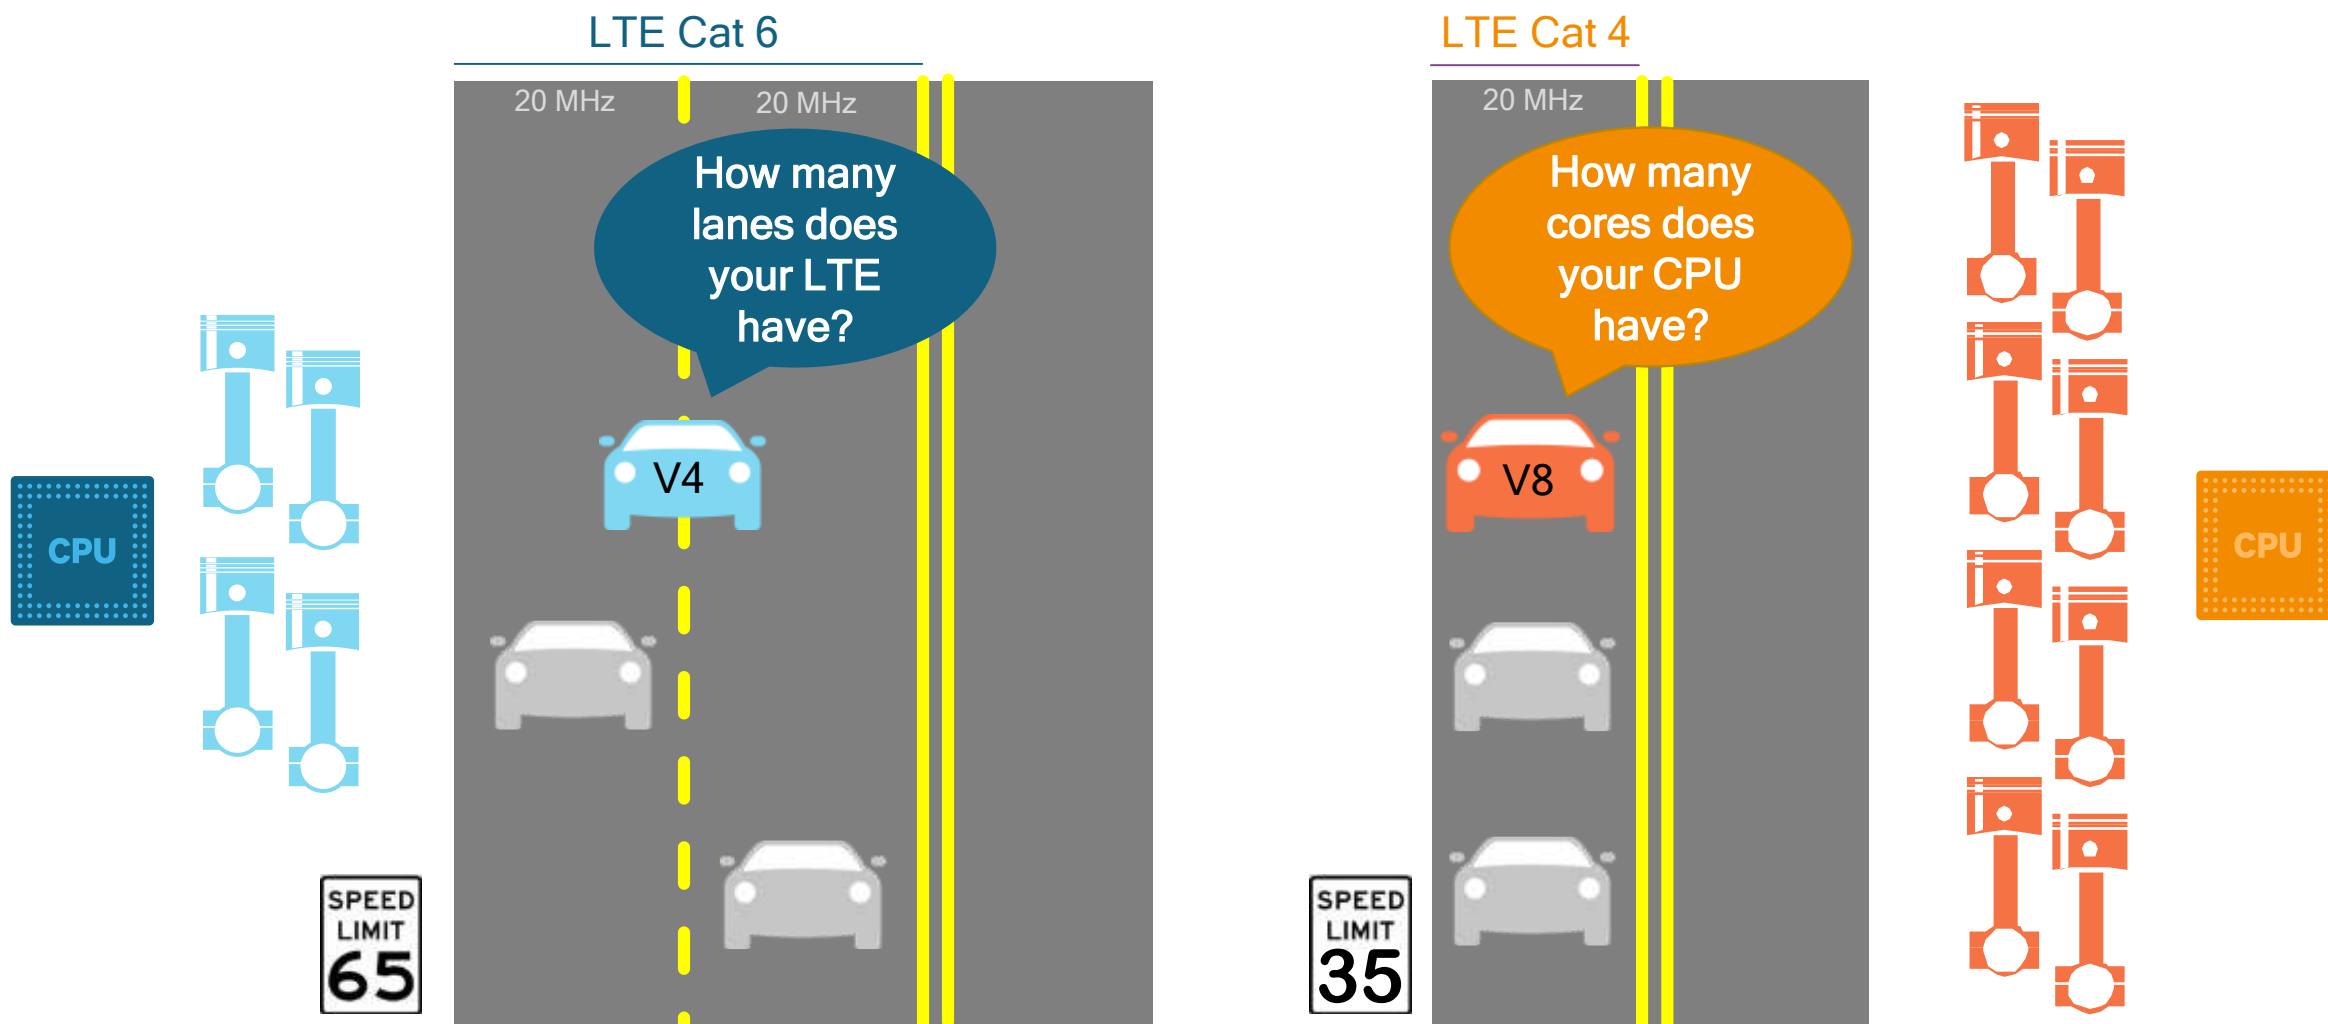 LTE Cat 6
20 MHz
20 MHz
How many
lanes does
your LTE
have?
V4
CPU
SPEED
LIMIT
65
LTE Cat 4
20 MHz
How many
cores does
your CPU
have?
V8
CPU
SPEED
LIMIT
35